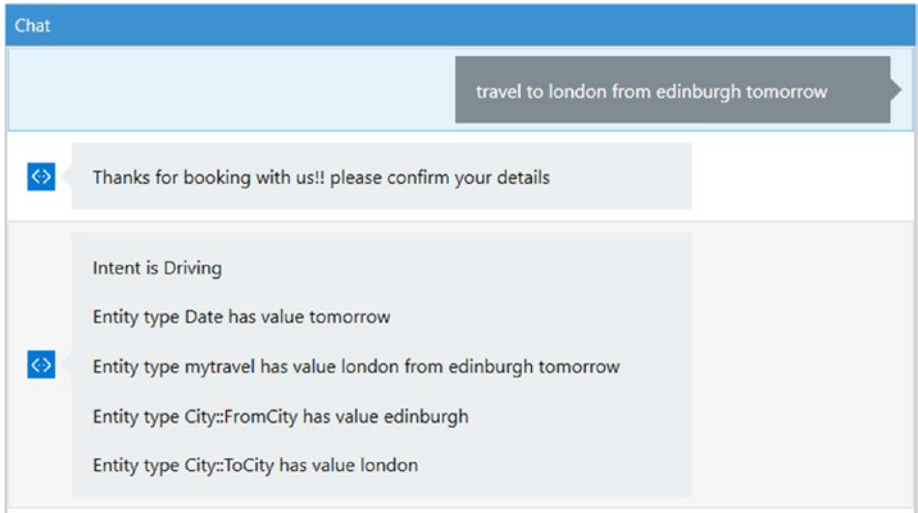 Chat
travel to london from edinburgh tomorrow
Thanks for booking with us!! please confirm your details
Intent is Driving
Entity type Date has value tomorrow
Entity type mytravel has value london from edinburgh tomorrow
Entity type City::FromCity has value edinburgh
Entity type City::ToCity has value london